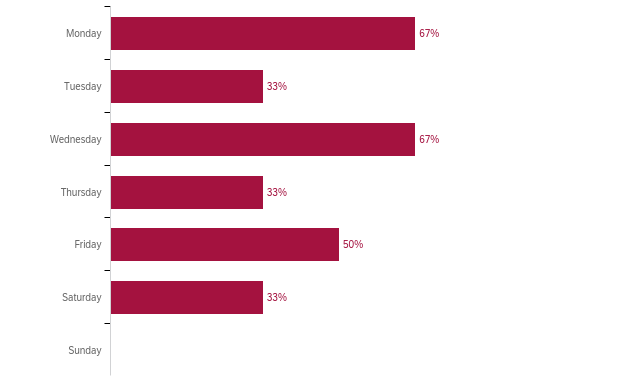 Monday 67%
Tuesday 33%
Wednesday 67%
Thursday 33%
Friday 50%
Saturday 33%
Sunday